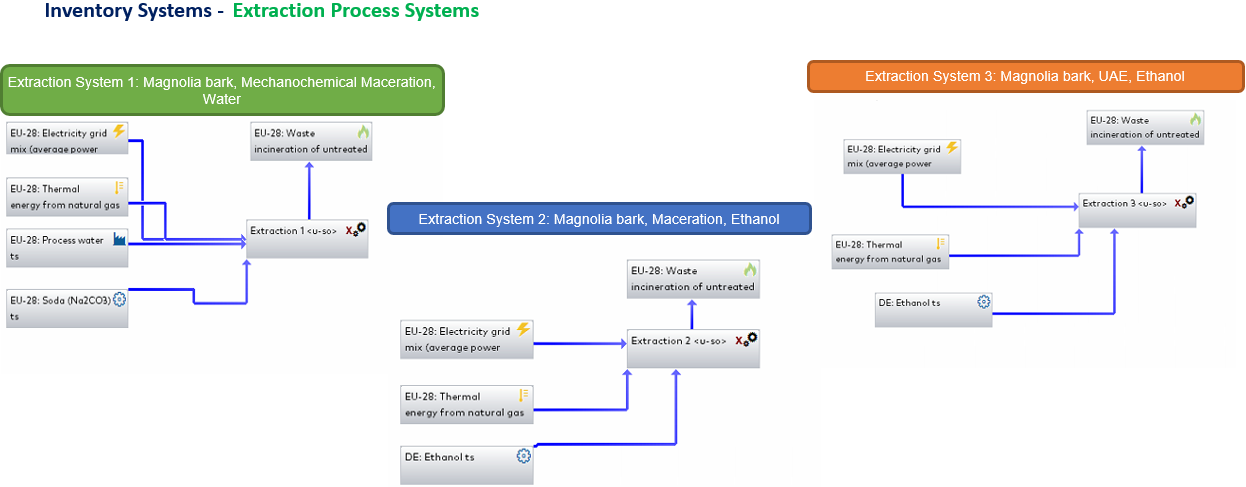 Inventory Systems - Extraction Process Systems
Extraction System 1: Magnolia bark, Mechanochemical Maceration,
Water
EU-28: Electricity grid
mix (average power
EU-28: Waste
incineration of untreated
EU-28: Thermal
energy from natural gas
Extraction 1 <u-so> X
EU-28: Process water
ts
EU-28: Soda (Na2CO3)
ts
Extraction System 2: Magnolia bark, Maceration, Ethanol
EU-28: Waste
incineration of untreated
EU-28: Electricity grid
mix (average power
Extraction 2 <u-so> X
EU-28: Thermal
energy from natural gas
DE: Ethanol ts
Extraction System 3: Magnolia bark, UAE, Ethanol
EU-28: Waste
incineration of untreated
EU-28: Electricity grid
mix (average power
Extraction 3 <u-so> X
EU-28: Thermal
energy from natural gas
DE: Ethanol ts